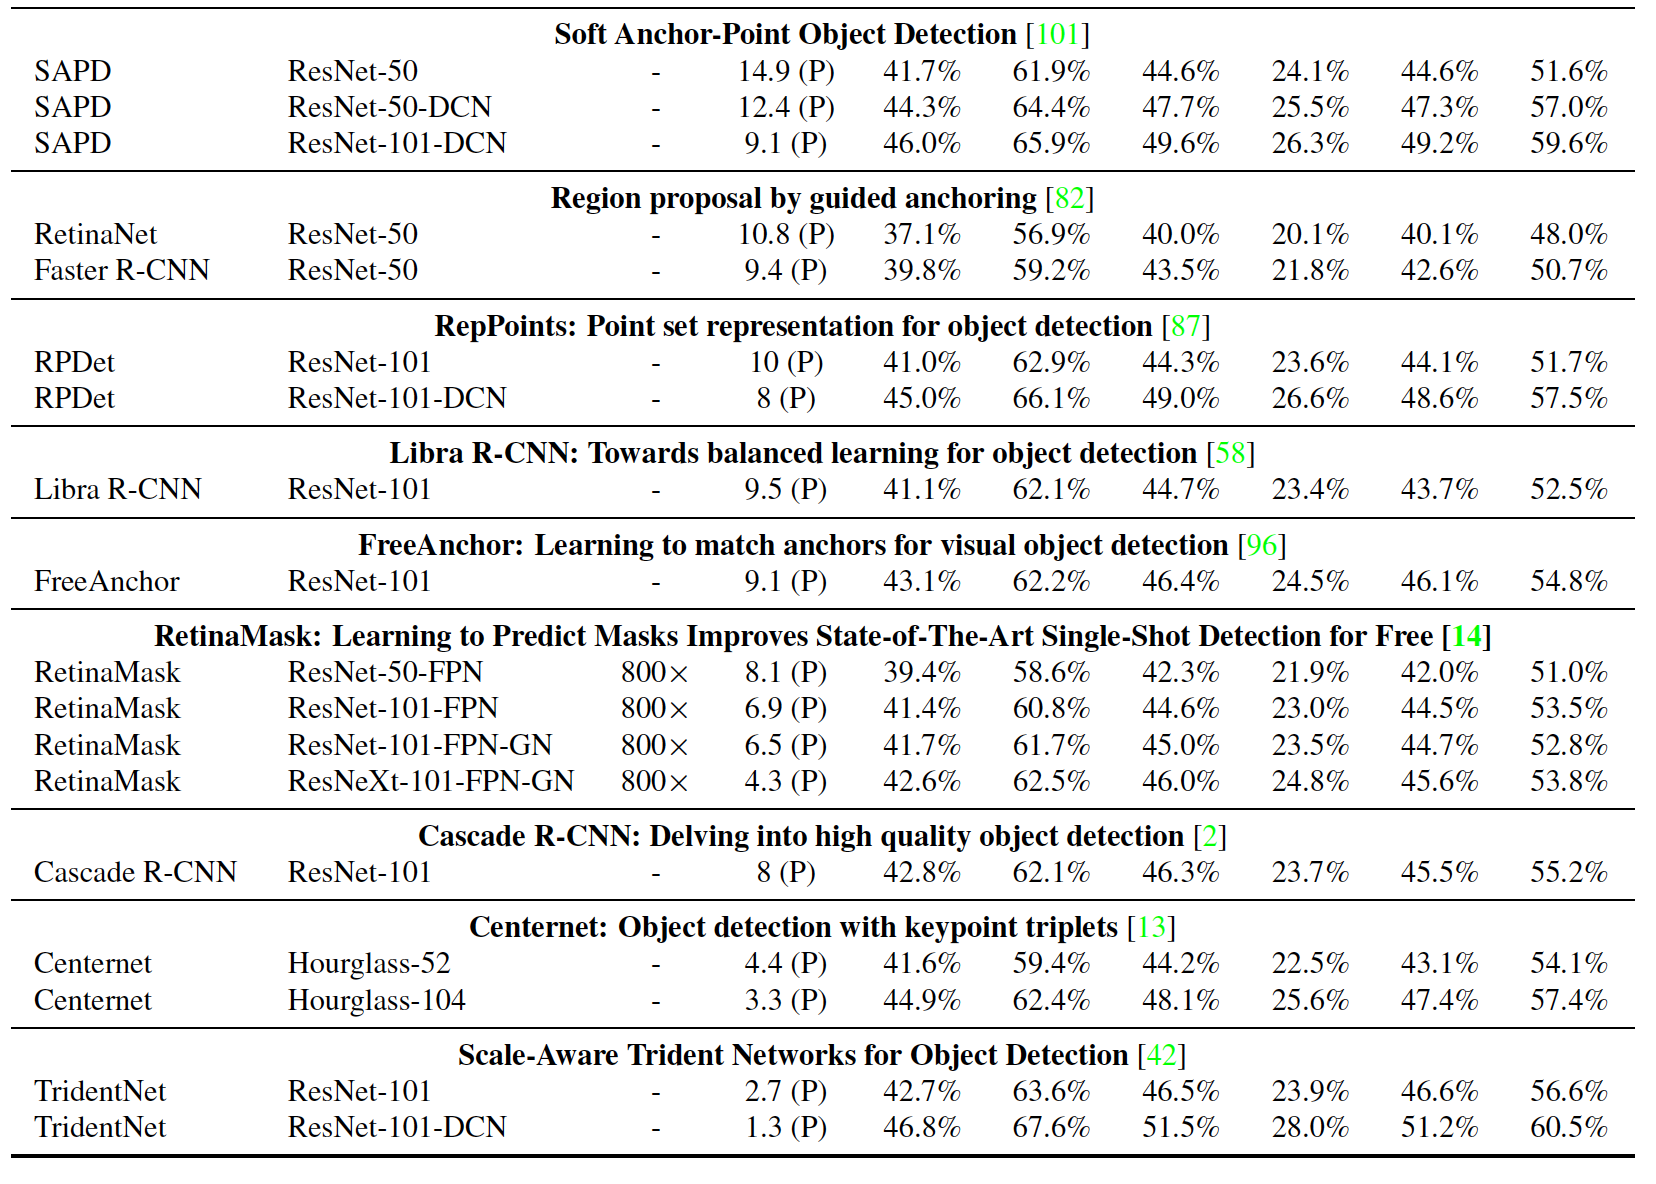 Soft Anchor-Point Object Detection [101]
SAPD ResNet-50 - 14.9 (P) 41.7% 61.9% 44.6% 24.1% 44.6% 51.6%
SAPD ResNet-50-DCN - 12.4 (P) 44.3% 64.4% 47.7% 25.5% 47.3% 57.0%
SAPD ResNet-101-DCN - 9.1 (P) 46.0% 65.9% 49.6% 26.3% 49.2% 59.6%
Region proposal by guided anchoring [82]
RetinaNet ResNet-50 - 10.8 (P) 37.1% 56.9% 40.0% 20.1% 40.1% 48.0%
Faster R-CNN ResNet-50 - 9.4 (P) 39.8% 59.2% 43.5% 21.8% 42.6% 50.7%
RepPoints: Point set representation for object detection [87]
RPDet ResNet-101 - 10 (P) 41.0% 62.9% 44.3% 23.6% 44.1% 51.7%
RPDet ResNet-101-DCN - 8 (P) 45.0% 66.1% 49.0% 26.6% 48.6% 57.5%
Libra R-CNN: Towards balanced learning for object detection [58]
Libra R-CNN ResNet-101 - 9.5 (P) 41.1% 62.1% 44.7% 23.4% 43.7% 52.5%
FreeAnchor: Learning to match anchors for visual object detection [96]
FreeAnchor ResNet-101 - 9.1 (P) 43.1% 62.2% 46.4% 24.5% 46.1% 54.8%
RetinaMask: Learning to Predict Masks Improves State-of-The-Art Single-Shot Detection for Free [14]
RetinaMask ResNet-50-FPN 800× 8.1 (P) 39.4% 58.6% 42.3% 21.9% 42.0% 51.0%
RetinaMask ResNet-101-FPN 800× 6.9 (P) 41.4% 60.8% 44.6% 23.0% 44.5% 53.5%
RetinaMask ResNet-101-FPN-GN 800× 6.5 (P) 41.7% 61.7% 45.0% 23.5% 44.7% 52.8%
RetinaMask ResNeXt-101-FPN-GN 800× 4.3 (P) 42.6% 62.5% 46.0% 24.8% 45.6% 53.8%
Cascade R-CNN: Delving into high quality object detection [2]
Cascade R-CNN ResNet-101 - 8 (P) 42.8% 62.1% 46.3% 23.7% 45.5% 55.2%
Centernet: Object detection with keypoint triplets [13]
Centernet Hourglass-52 - 4.4 (P) 41.6% 59.4% 44.2% 22.5% 43.1% 54.1%
Centernet Hourglass-104 - 3.3 (P) 44.9% 62.4% 48.1% 25.6% 47.4% 57.4%
Scale-Aware Trident Networks for Object Detection [42]
TridentNet ResNet-101 - 2.7 (P) 42.7% 63.6% 46.5% 23.9% 46.6% 56.6%
TridentNet ResNet-101-DCN - 1.3 (P) 46.8% 67.6% 51.5% 28.0% 51.2% 60.5%